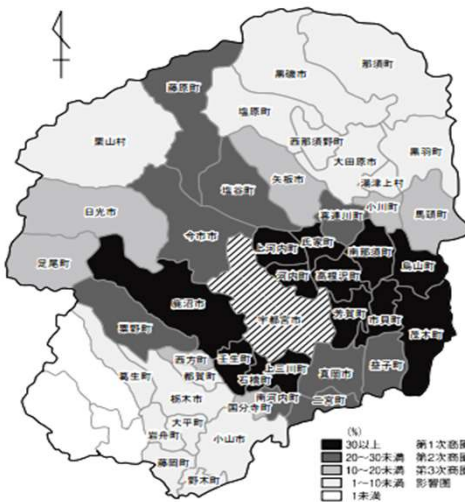 那須町
黒磯市
藤原町
塩原町
栗山村
西那須野町
黒羽町
大田原市
矢板市
湯津上村
塩谷町
小川町
馬頭町
喜連川町
日光市
今市市
氏家町
上河内町
南那須町
足尾町
河内町
高根沢町
烏山町
鹿沼市
宇都宮市
芳賀町
市貝町
茂木町
粟野町
西方町
壬生町
上三川町
益子町
真岡市
葛生町
都賀町
石橋町
栃木市
南河内町
国分寺町
二宮町
大平町
岩舟町
小山市
藤岡町
野木町
(%)
30以上 第1次商圏
20～30未満 第2次商圏
10～20未満 第3次商圏
1～10未満 影響圏
1未満